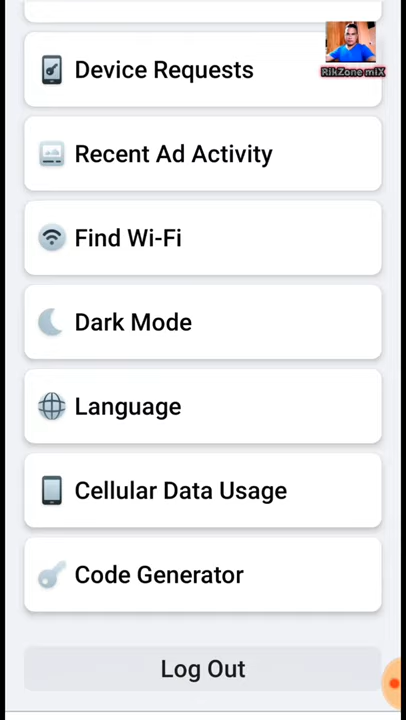 RikZone miX
Device Requests
Recent Ad Activity
Find Wi-Fi
Dark Mode
Language
Cellular Data Usage
Code Generator
Log Out